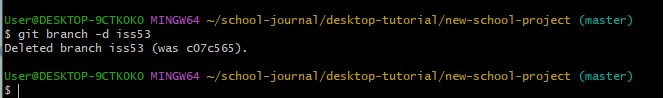 User@DESKTOP-9CTKOKO MINGW64 ~/school-journal/desktop-tutorial/new-school-project (master)
$ git branch -d iss53
Deleted branch iss53 (was c07c565).
User@DESKTOP-9CTKOKO MINGW64 ~/school-journal/desktop-tutorial/new-school-project (master)
$